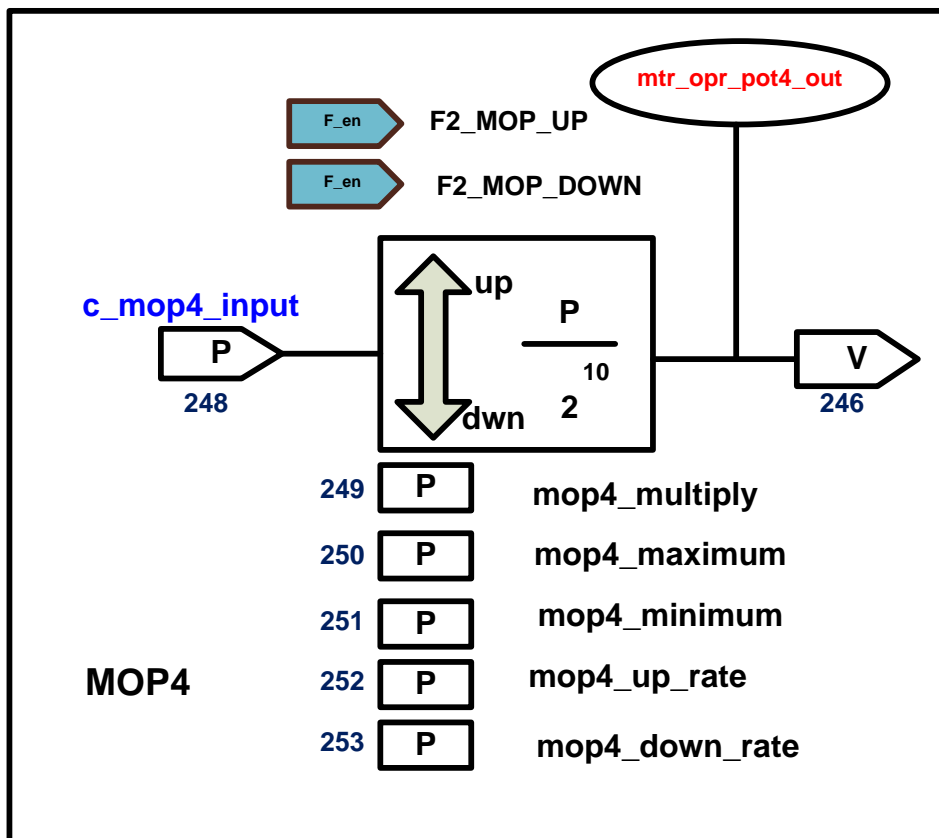 mtr_opr_pot4_out
F_en F2_MOP_UP
F_en F2_MOP_DOWN
c_mop4_input
up
P
P
10
2
dwn
V
248
246
249 P mop4_multiply
250 P mop4_maximum
251 P mop4_minimum
MOP4
252 P mop4_up_rate
253 P mop4_down_rate